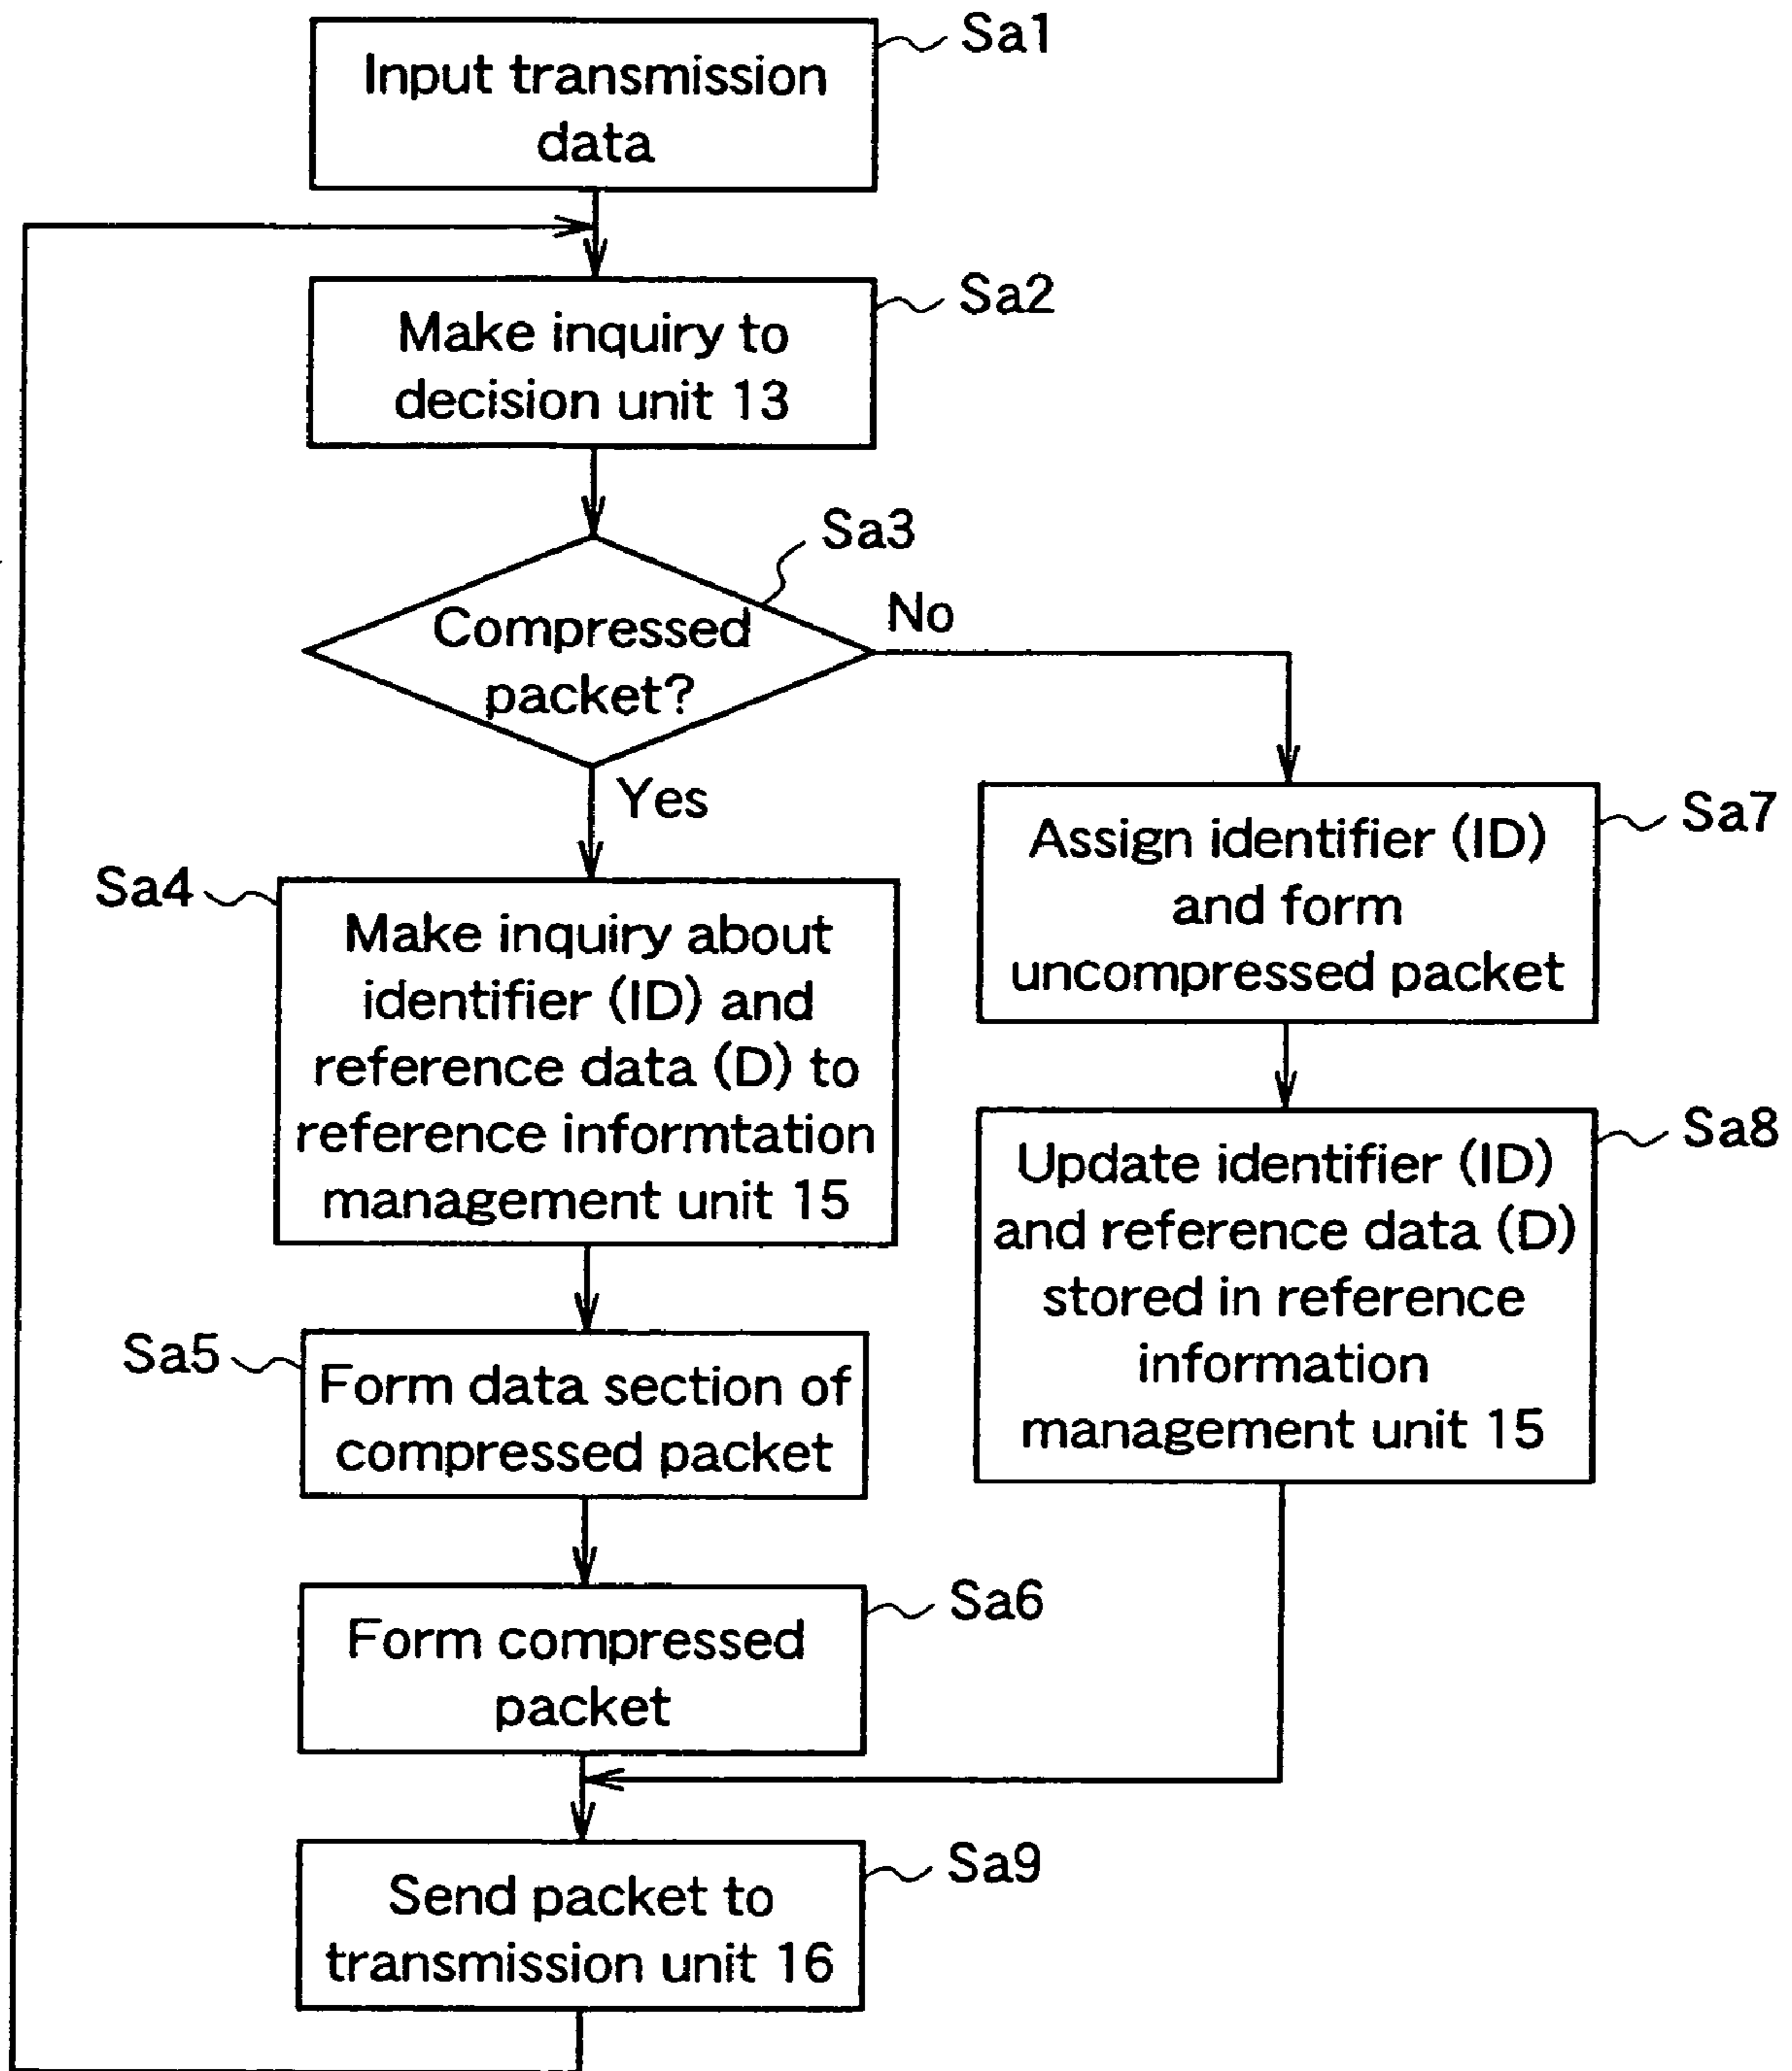 Sa1
Input transmission
data
Sa2
Make inquiry to
decision unit 13
Sa3
Compressed
packet?
No
Yes
Sa4
Make inquiry about
identifier (ID) and
reference data (D) to
reference informtation
management unit 15
Sa5
Form data section of
compressed packet
Sa6
Form compressed
packet
Sa7
Assign identifier (ID)
and form
uncompressed packet
Sa8
Update identifier (ID)
and reference data (D)
stored in reference
information
management unit 15
Sa9
Send packet to
transmission unit 16